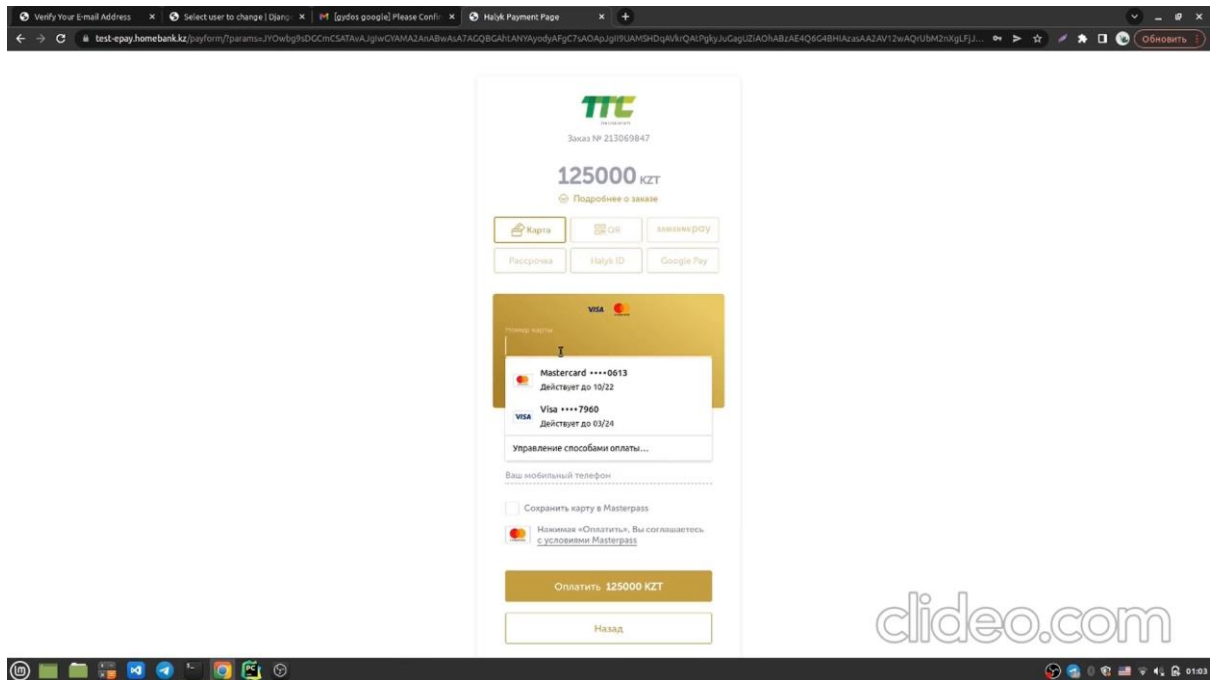 Verify Your E-mail Address
Select user to change | Djang
[gydos google] Please Confir
Halyk Payment Page
test-epay.homebank.kz/payform/?params=
Обновить
TTC
Заказ № 213069847
125000 KZT
Подробнее о заказе
Карта
QR
SAMSUNG pay
Рассрочка
Halyk ID
Google Pay
VISA
Номер карты
Mastercard ••••0613
Действует до 10/22
VISA
Visa ••••7960
Действует до 03/24
Управление способами оплаты...
Ваш мобильный телефон
Сохранить карту в Masterpass
Нажимая «Оплатить», Вы соглашаетесь
с условиями Masterpass
Оплатить 125000 KZT
Назад
clideo.com
01:03